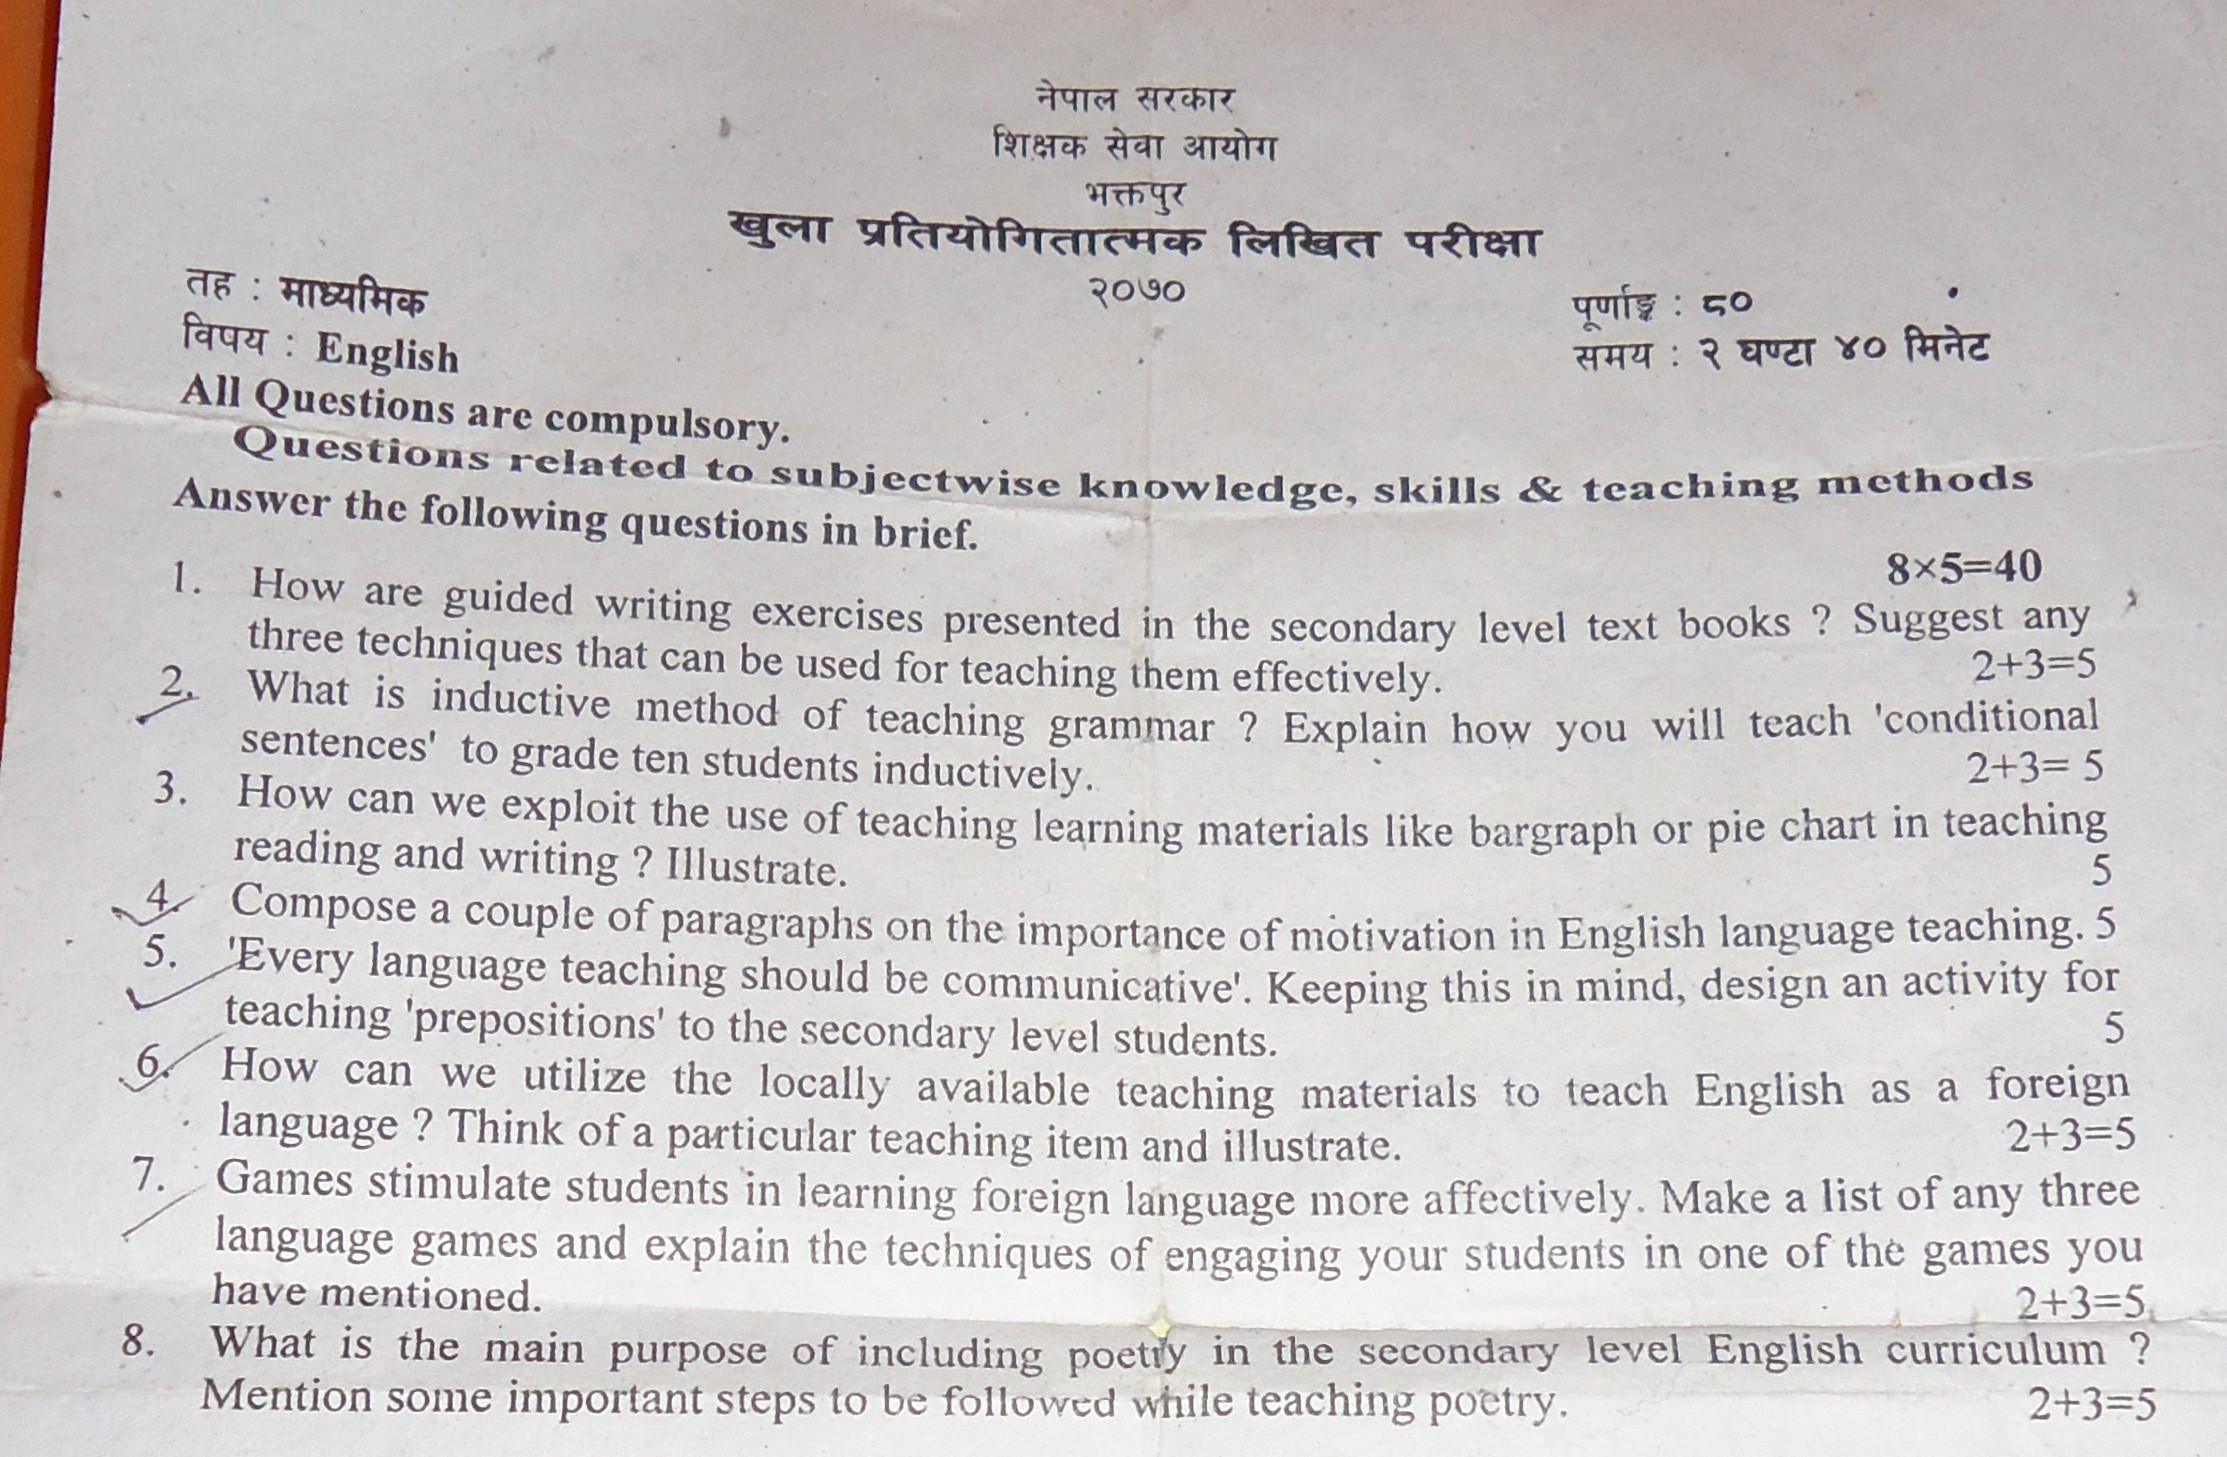 नेपाल सरकार
शिक्षक सेवा आयोग
भक्तपुर
खुला प्रतियोगितात्मक लिखित परीक्षा
२०७०
तह : माध्यमिक
पूर्णाङ्क : ८०
विषय : English
समय : २ घण्टा ४० मिनेट
All Questions are compulsory.
Questions related to subjectwise knowledge, skills & teaching methods
Answer the following questions in brief.
8×5=40
1. How are guided writing exercises presented in the secondary level text books ? Suggest any
three techniques that can be used for teaching them effectively. 2+3=5
2. What is inductive method of teaching grammar ? Explain how you will teach 'conditional
sentences' to grade ten students inductively. 2+3= 5
3. How can we exploit the use of teaching learning materials like bargraph or pie chart in teaching
reading and writing ? Illustrate. 5
4. Compose a couple of paragraphs on the importance of motivation in English language teaching. 5
5. 'Every language teaching should be communicative'. Keeping this in mind, design an activity for
teaching 'prepositions' to the secondary level students. 5
6. How can we utilize the locally available teaching materials to teach English as a foreign
language ? Think of a particular teaching item and illustrate. 2+3=5
7. Games stimulate students in learning foreign language more affectively. Make a list of any three
language games and explain the techniques of engaging your students in one of the games you
have mentioned. 2+3=5
8. What is the main purpose of including poetry in the secondary level English curriculum ?
Mention some important steps to be followed while teaching poetry. 2+3=5